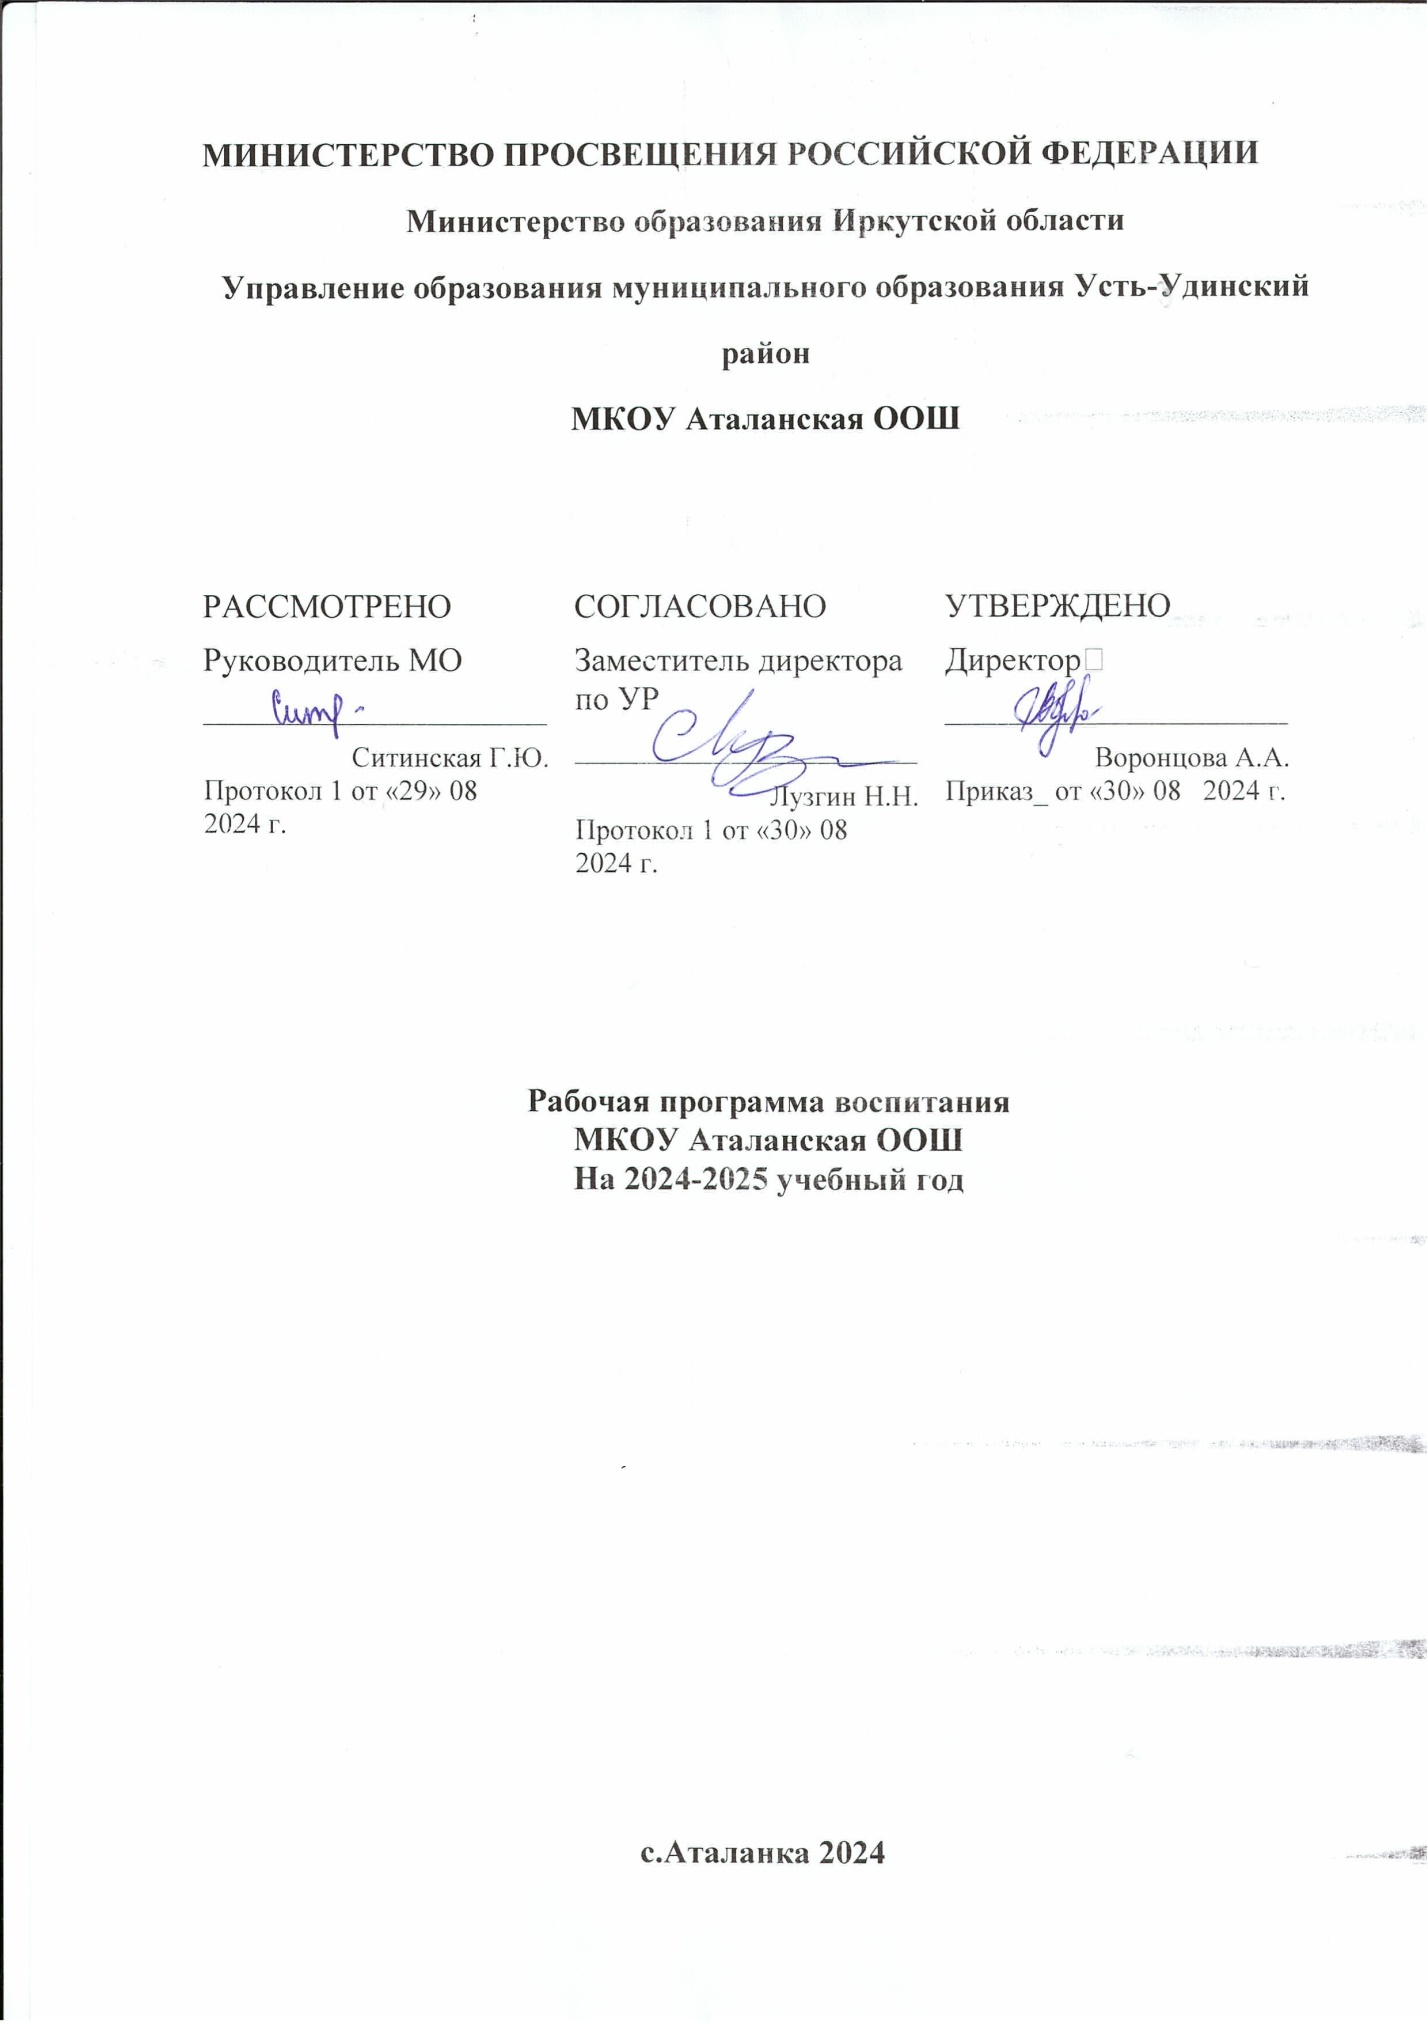 МИНИСТЕРСТВО ПРОСВЕЩЕНИЯ РОССИЙСКОЙ ФЕДЕРАЦИИ
Министерство образования Иркутской области
Управление образования муниципального образования Усть-Удинский
район
МКОУ Аталанская ООШ
РАССМОТРЕНО
Руководитель МО
Ситинская Г.Ю.
Протокол 1 от «29» 08
2024 г.
СОГЛАСОВАНО
Заместитель директора
по УР
Лузгин Н.Н.
Протокол 1 от «30» 08
2024 г.
УТВЕРЖДЕНО
Директор
Воронцова А.А.
Приказ_ от «30» 08 2024 г.
Рабочая программа воспитания
МКОУ Аталанская ООШ
На 2024-2025 учебный год
с.Аталанка 2024